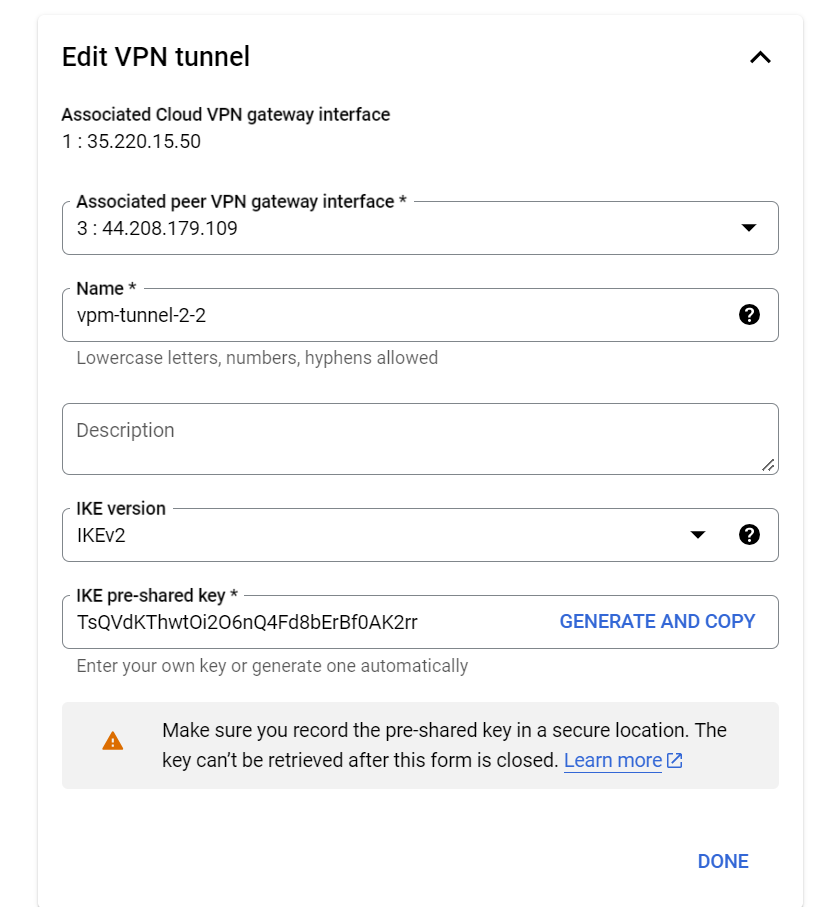 Edit VPN tunnel
Associated Cloud VPN gateway interface
1 : 35.220.15.50
Associated peer VPN gateway interface *
3 : 44.208.179.109
Name *
vpm-tunnel-2-2
Lowercase letters, numbers, hyphens allowed
Description
IKE version
IKEv2
IKE pre-shared key *
TsQVdKThwtOi2O6nQ4Fd8bErBf0AK2rr
GENERATE AND COPY
Enter your own key or generate one automatically
Make sure you record the pre-shared key in a secure location. The
key can’t be retrieved after this form is closed. Learn more
DONE